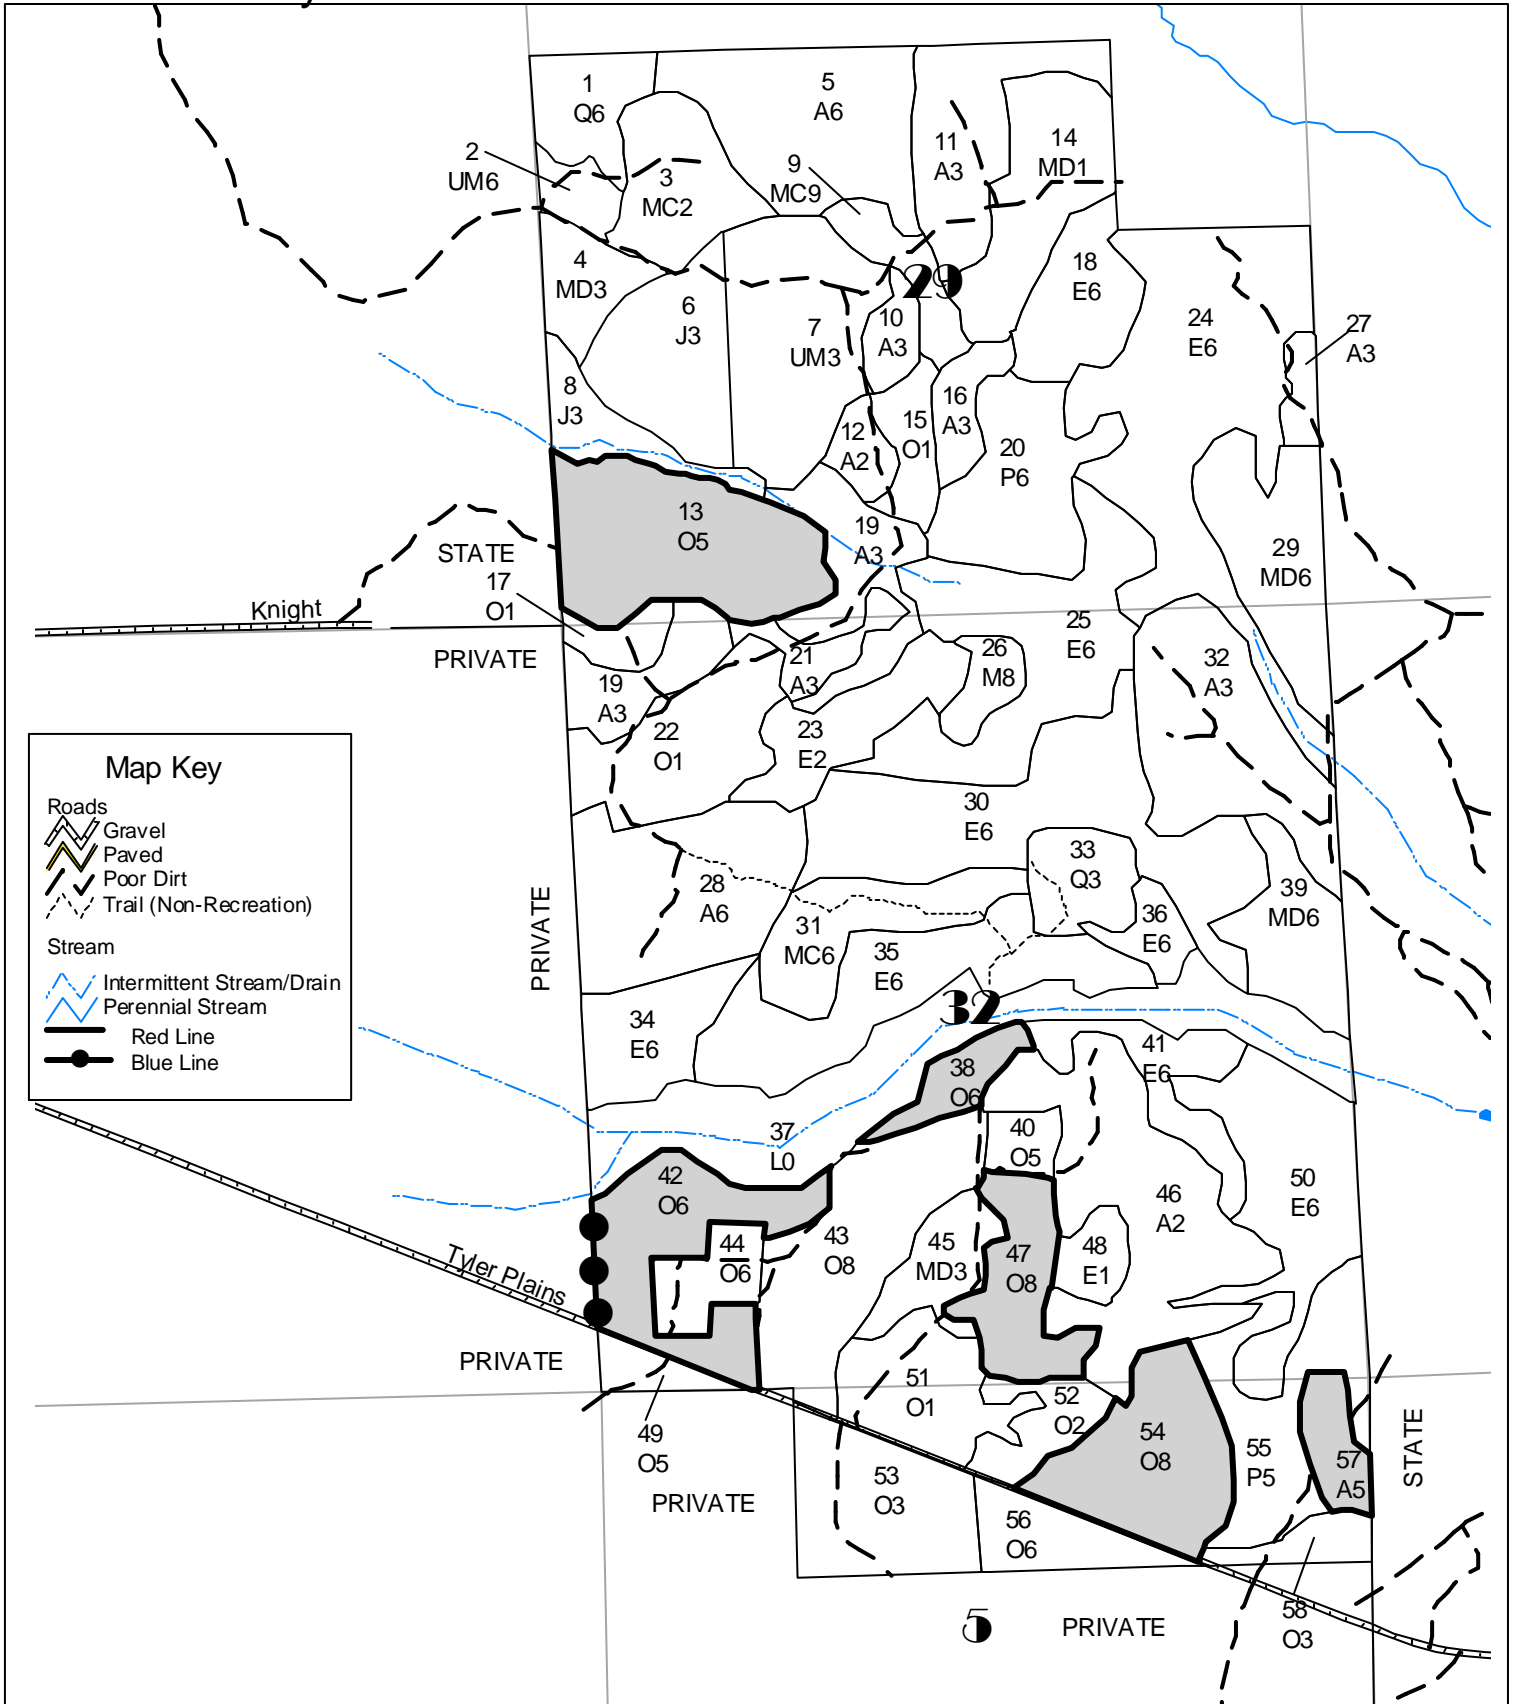 1
Q6
5
A6
11
A3
14
MD1
2
UM6
9
MC9
3
MC2
4
MD3
29
18
E6
6
J3
7
UM3
10
A3
24
E6
27
A3
8
J3
12
A2
15
O1
16
A3
20
P6
13
O5
19
A3
STATE
17
O1
29
MD6
Knight
PRIVATE
25
E6
26
M8
21
A3
32
A3
19
A3
22
O1
23
E2
Map Key
Roads
Gravel
Paved
Poor Dirt
Trail (Non-Recreation)
Stream
Intermittent Stream/Drain
Perennial Stream
Red Line
Blue Line
30
E6
33
Q3
28
A6
39
MD6
PRIVATE
31
MC6
36
E6
35
E6
32
34
E6
38
O6
41
E6
37
L0
40
O5
42
O6
46
A2
50
E6
Tyler Plains
44
O6
43
O8
45
MD3
47
O8
48
E1
PRIVATE
51
O1
52
O2
49
O5
54
O8
55
P5
57
A5
STATE
53
O3
PRIVATE
56
O6
5
PRIVATE
58
O3